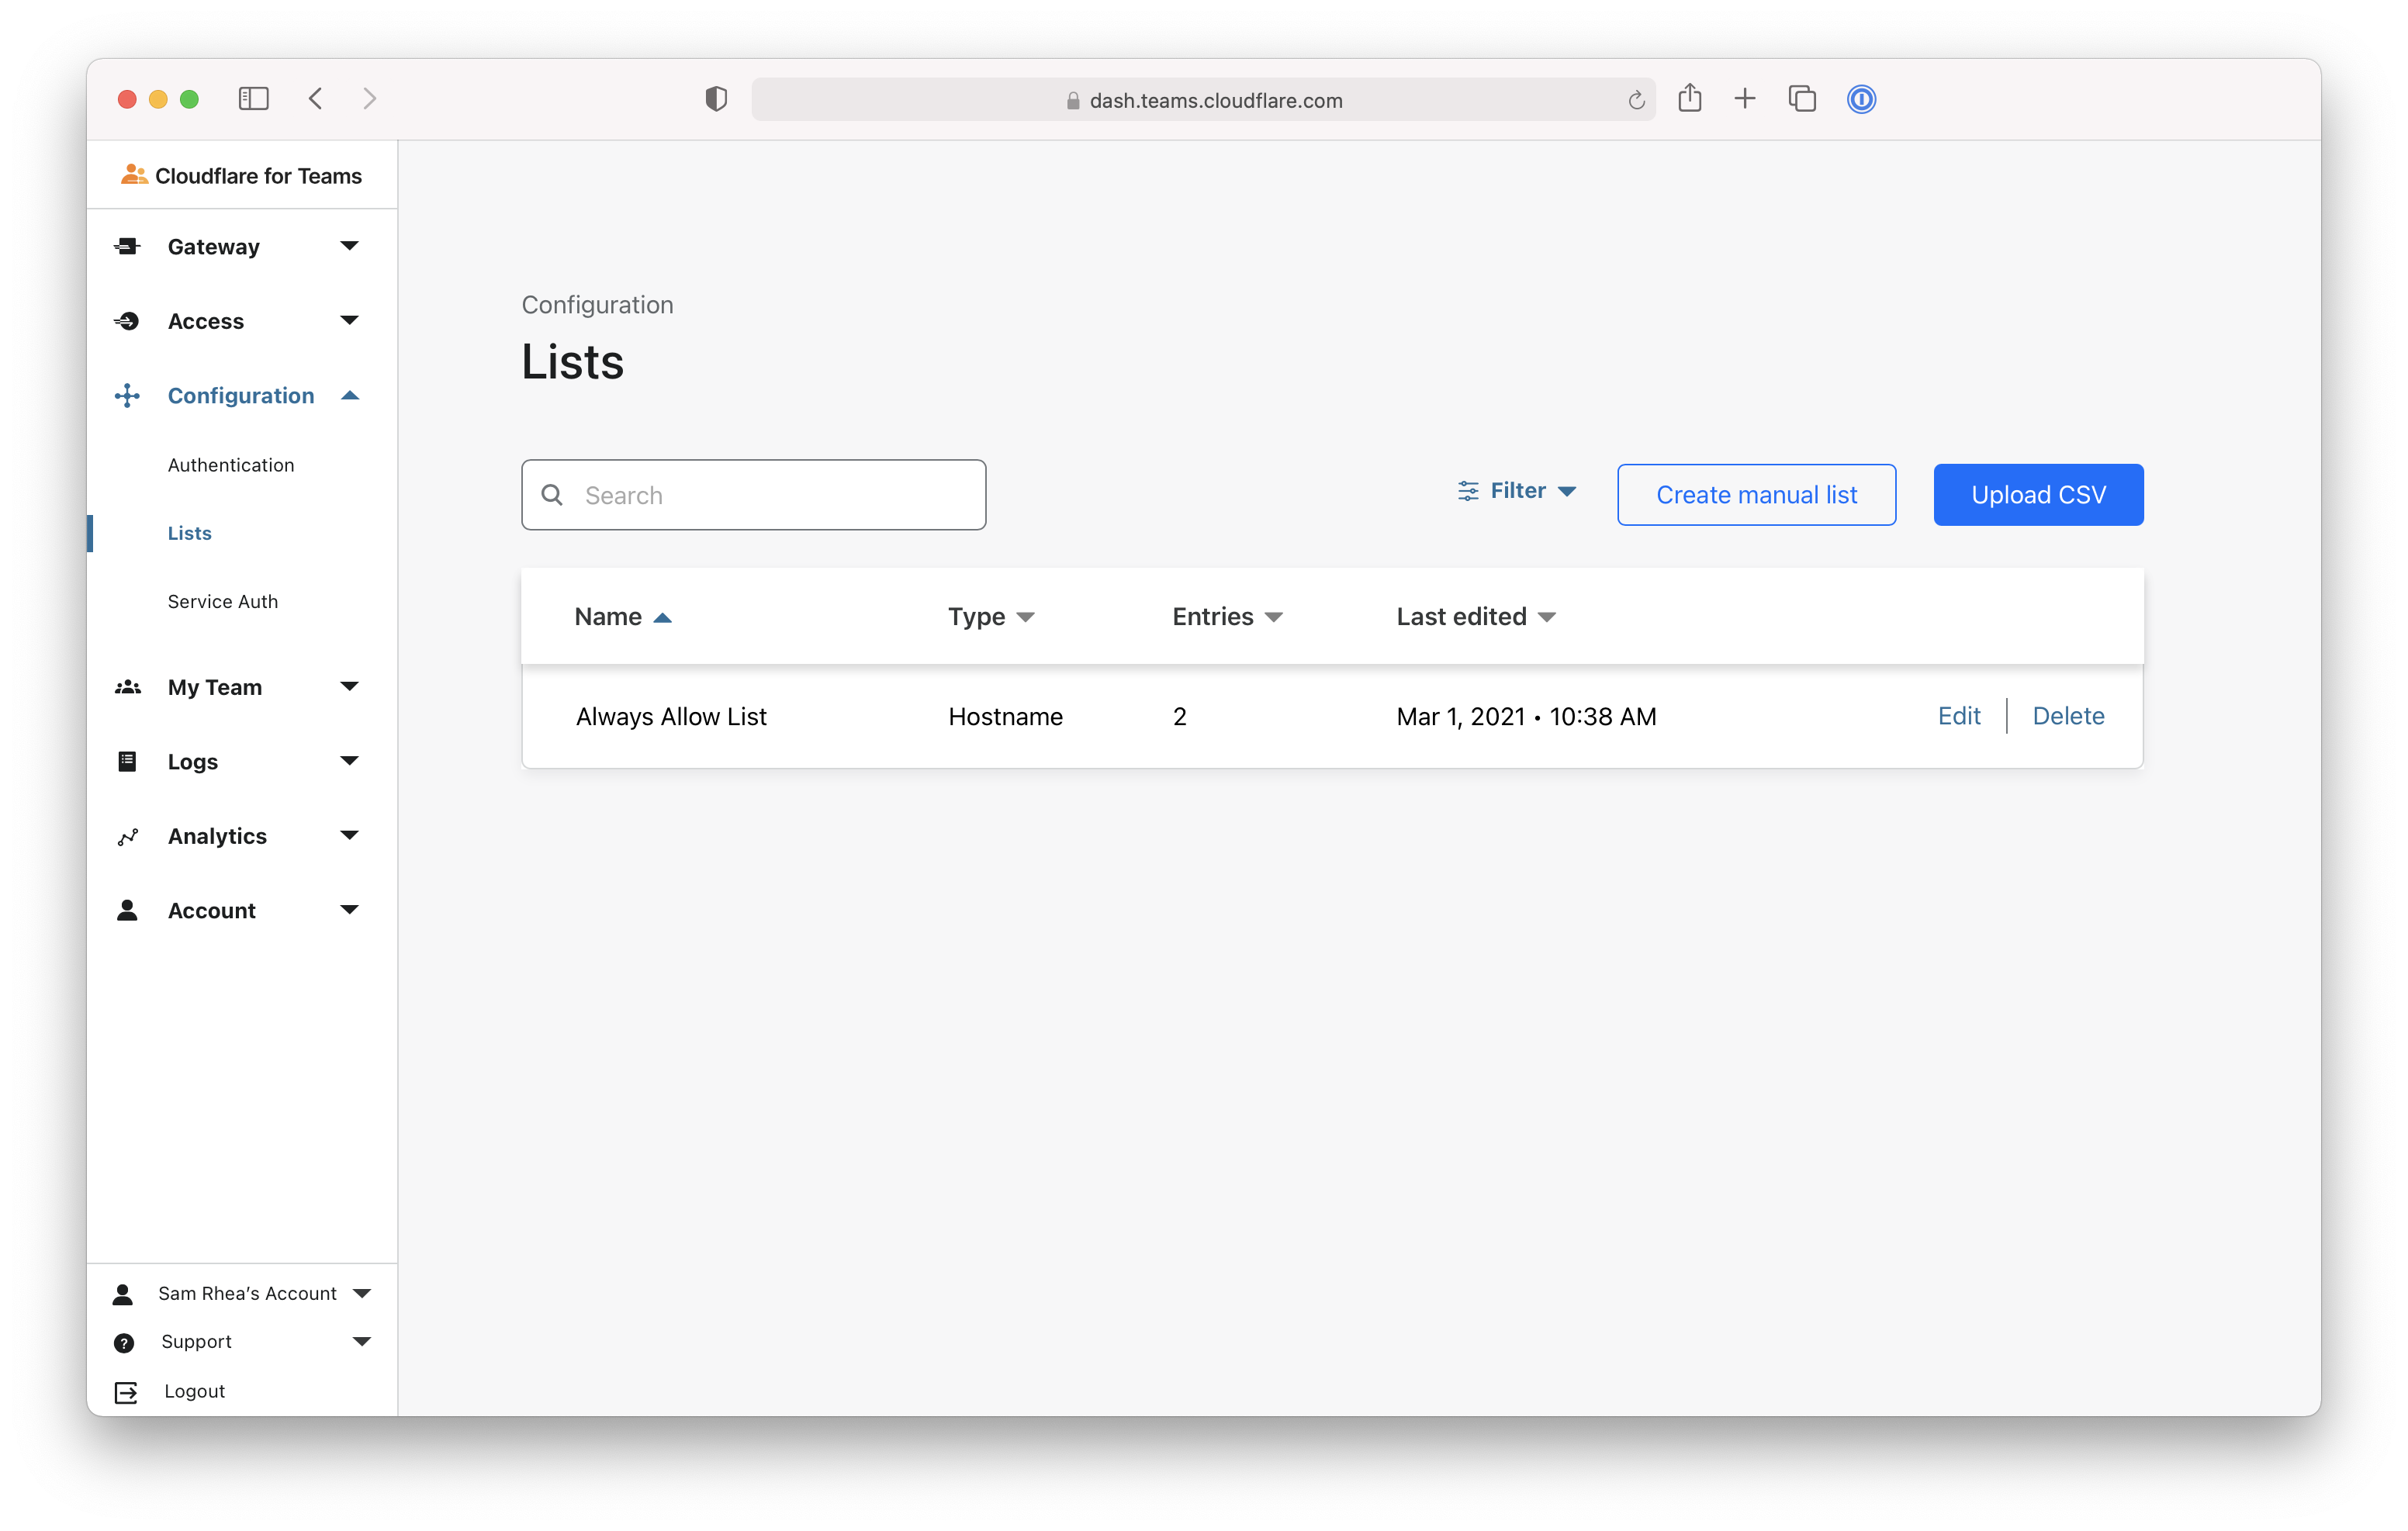 dash.teams.cloudflare.com
Cloudflare for Teams
Gateway
Access
Configuration
Authentication
Lists
Service Auth
My Team
Logs
Analytics
Account
Sam Rhea’s Account
Support
Logout
Configuration
Lists
Search
Filter
Create manual list
Upload CSV
Name Type Entries Last edited
Always Allow List Hostname 2 Mar 1, 2021 • 10:38 AM Edit Delete